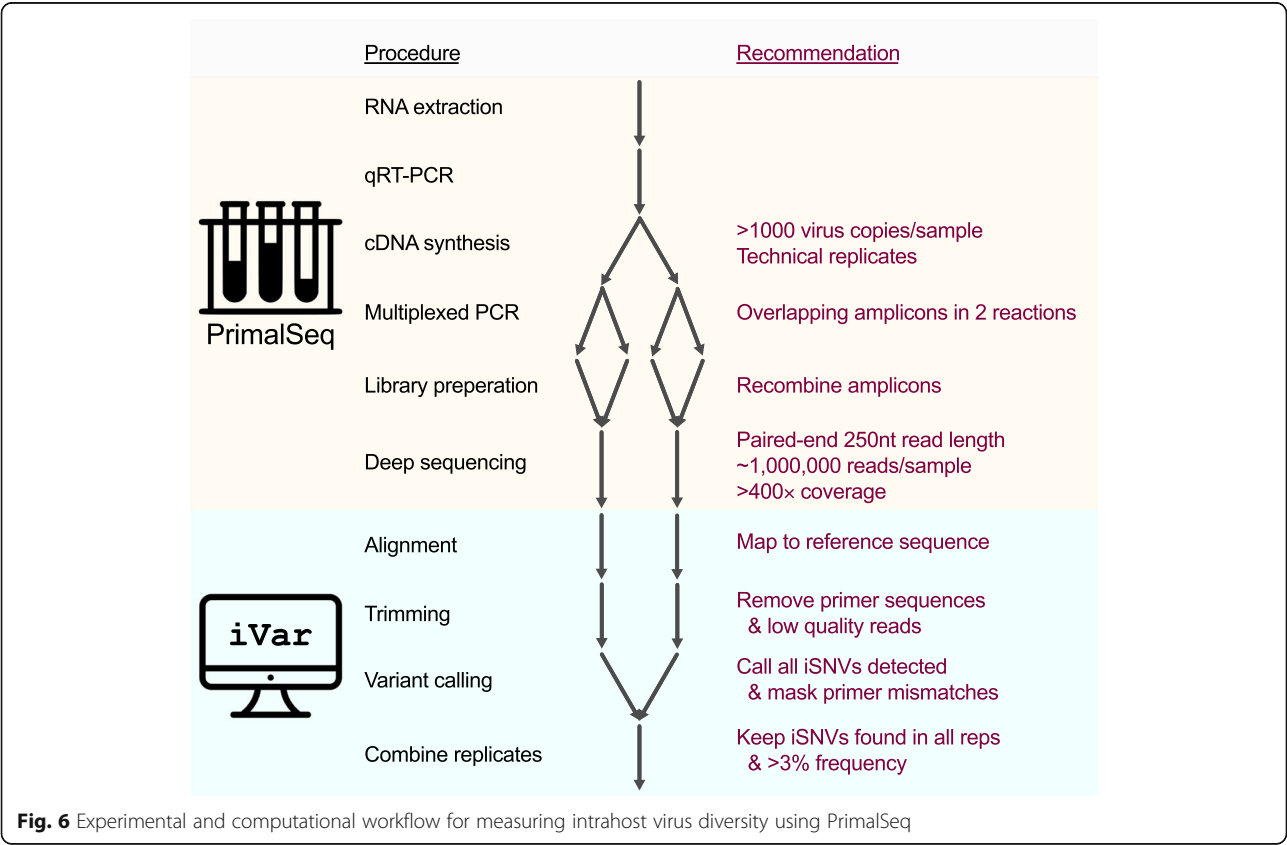 Procedure
Recommendation
RNA extraction
qRT-PCR
cDNA synthesis
>1000 virus copies/sample
Technical replicates
Multiplexed PCR
Overlapping amplicons in 2 reactions
PrimalSeq
Library preperation
Recombine amplicons
Deep sequencing
Paired-end 250nt read length
~1,000,000 reads/sample
>400× coverage
Alignment
Map to reference sequence
Trimming
Remove primer sequences
& low quality reads
iVar
Variant calling
Call all iSNVs detected
& mask primer mismatches
Combine replicates
Keep iSNVs found in all reps
& >3% frequency
Fig. 6 Experimental and computational workflow for measuring intrahost virus diversity using PrimalSeq